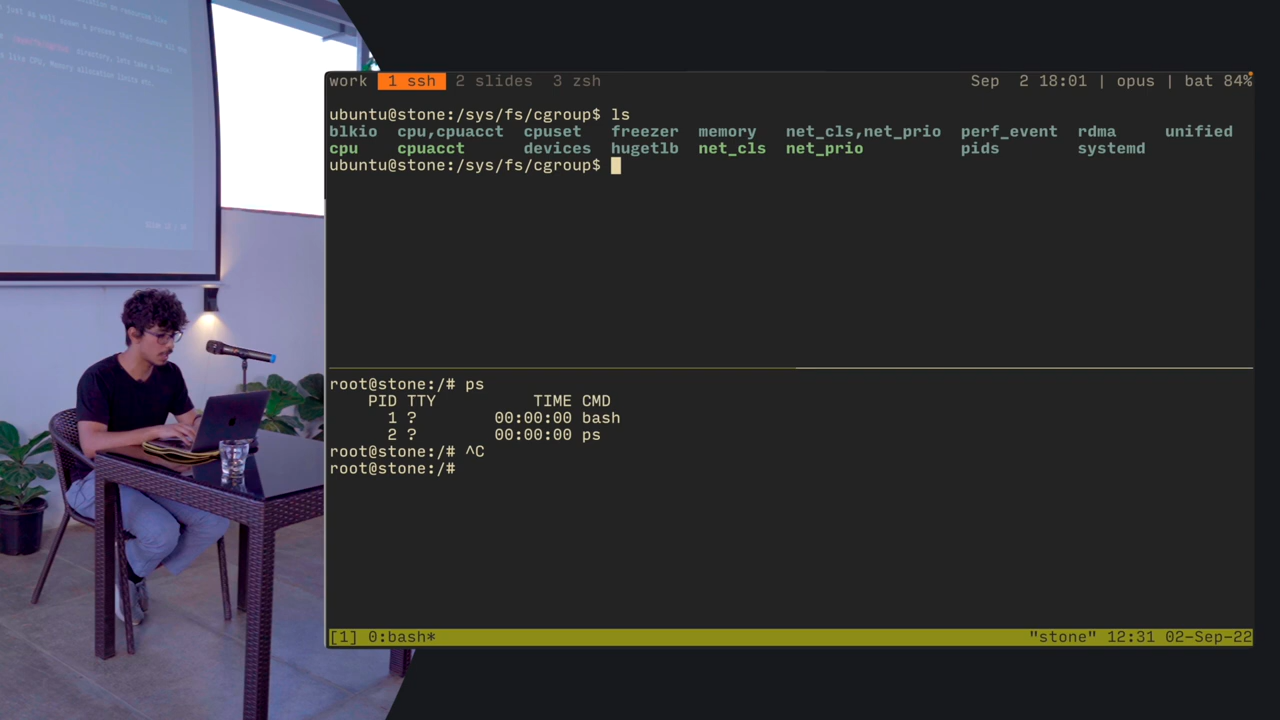 work 1 ssh 2 slides 3 zsh Sep 2 18:01 | opus | bat 84%
ubuntu@stone:/sys/fs/cgroup$ ls
blkio cpu,cpuacct cpuset freezer memory net_cls,net_prio perf_event rdma unified
cpu cpuacct devices hugetlb net_cls net_prio pids systemd
ubuntu@stone:/sys/fs/cgroup$
root@stone:/# ps
PID TTY TIME CMD
1 ? 00:00:00 bash
2 ? 00:00:00 ps
root@stone:/# ^C
root@stone:/#
[1] 0:bash* "stone" 12:31 02-Sep-22